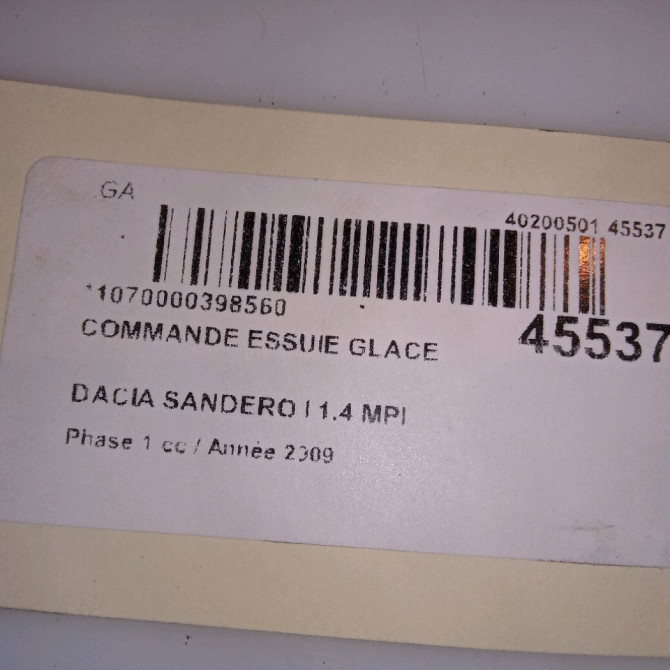 GA
40200501 45537
*1070000398560
45537
COMMANDE ESSUIE GLACE
DACIA SANDERO I 1.4 MPI
Phase 1 cc / Année 2009